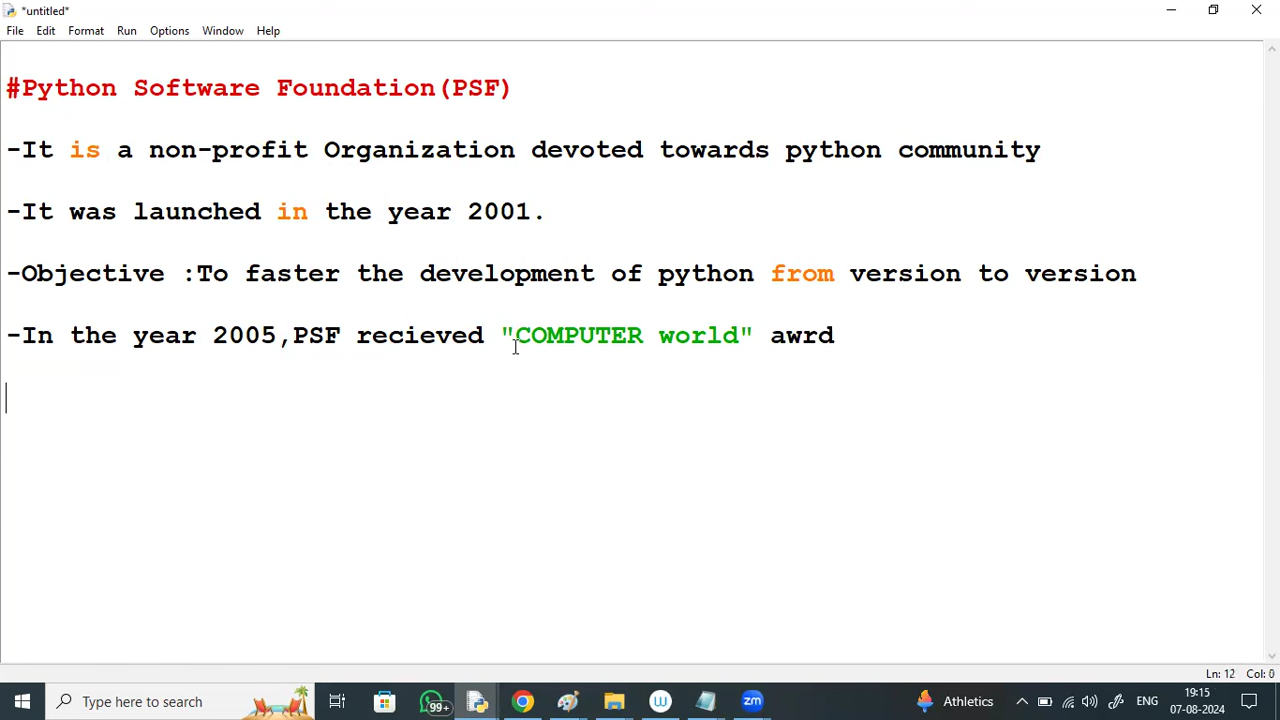 *untitled*
File Edit Format Run Options Window Help
#Python Software Foundation(PSF)
-It is a non-profit Organization devoted towards python community
-It was launched in the year 2001.
-Objective :To faster the development of python from version to version
-In the year 2005,PSF recieved "COMPUTER world" awrd
Ln: 12 Col: 0
Type here to search
99+
W
zm
Athletics
ENG
19:15
07-08-2024